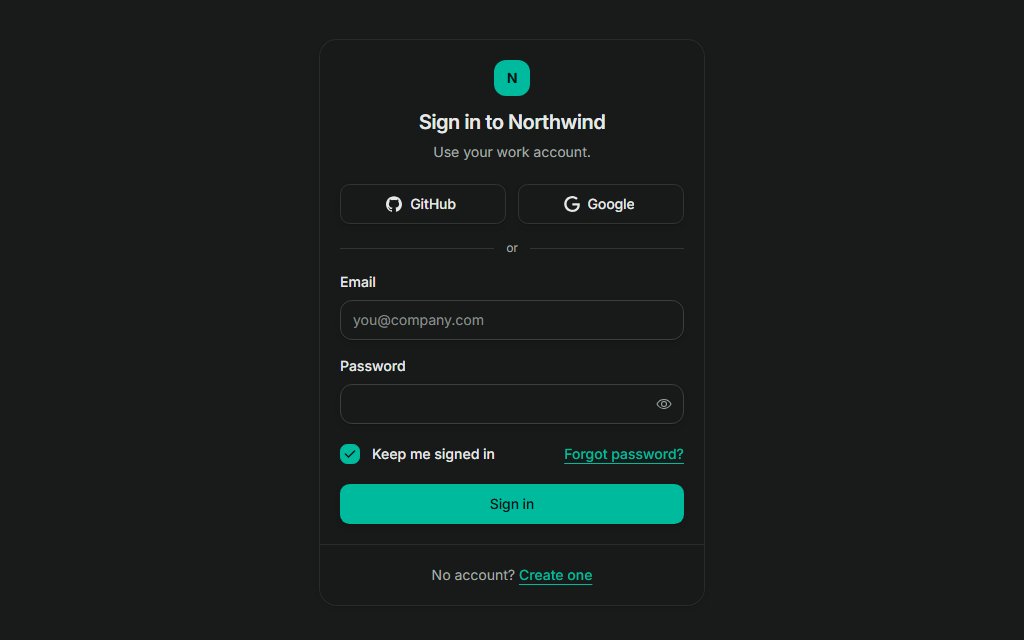 N
Sign in to Northwind
Use your work account.
GitHub
Google
or
Email
you@company.com
Password
Keep me signed in
Forgot password?
Sign in
No account? Create one